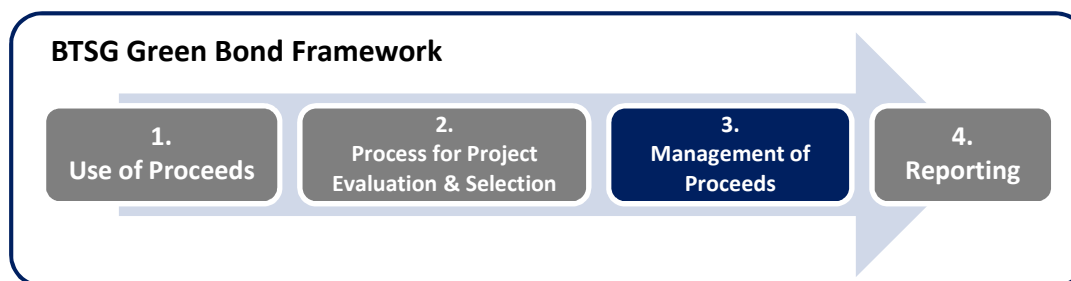 BTSG Green Bond Framework
1.
Use of Proceeds
2.
Process for Project
Evaluation & Selection
3.
Management of
Proceeds
4.
Reporting